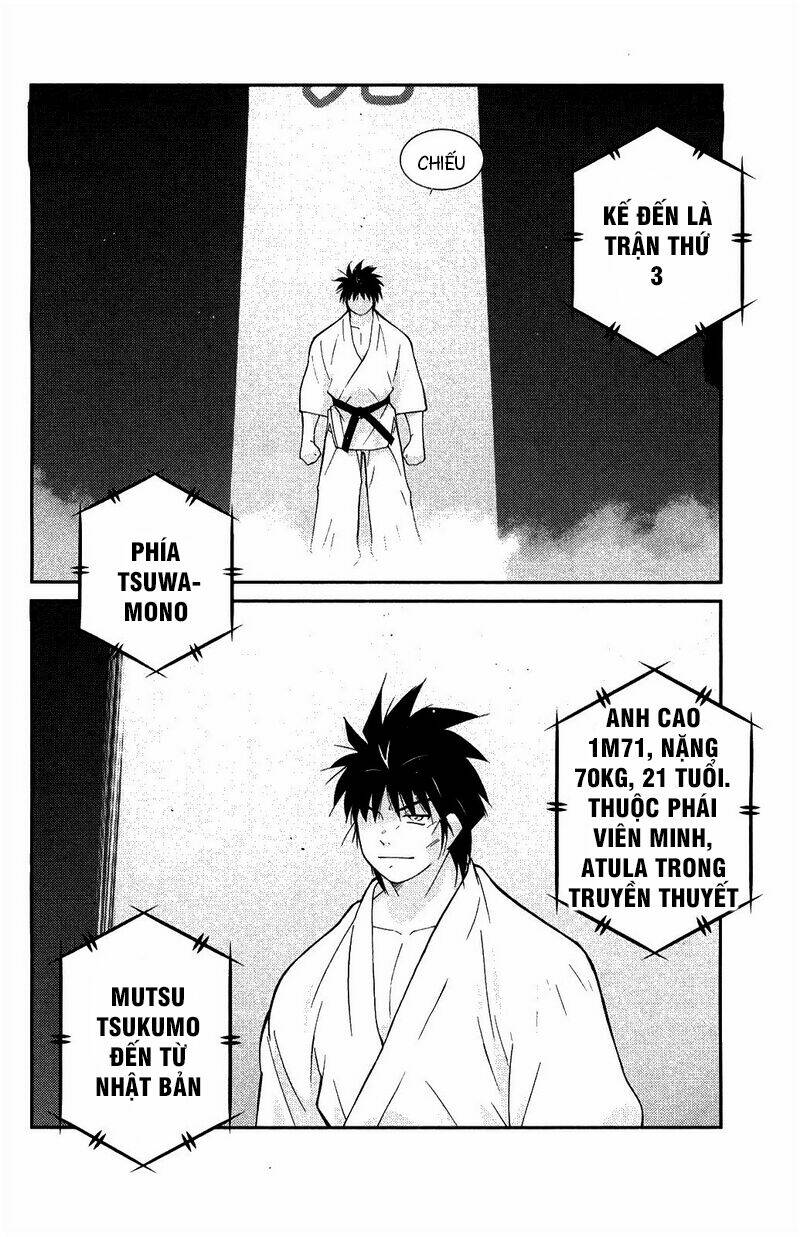 KẾ ĐẾN LÀ
TRẬN THỨ
3
CHIẾU
PHÍA
TSUWA-
MONO
ANH CAO
1M71, NẶNG
70KG, 21 TUỔI.
THUỘC PHÁI
VIÊN MINH,
ATULA TRONG
TRUYỀN THUYẾT
MUTSU
TSUKUMO
ĐẾN TỪ
NHẬT BẢN